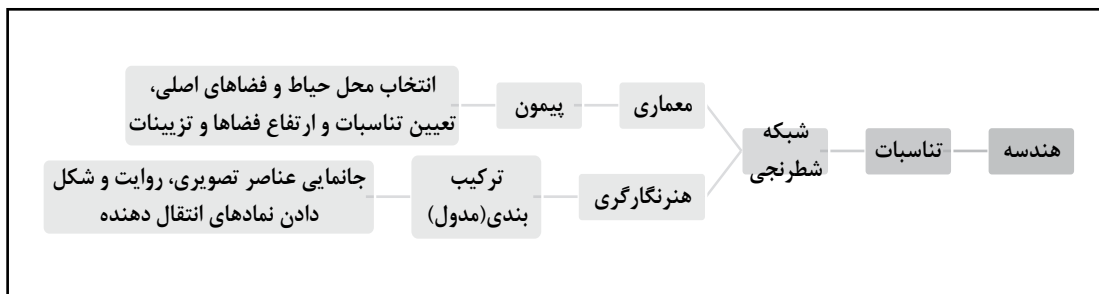 هندسه
تناسبات
شبکه
شطرنجی
معماری
پیمون
انتخاب محل حیاط و فضاهای اصلی،
تعیین تناسبات و ارتفاع فضاها و تزیینات
هنرنگارگری
ترکیب
بندی(مدول)
جانمایی عناصر تصویری، روایت و شکل
دادن نمادهای انتقال دهنده